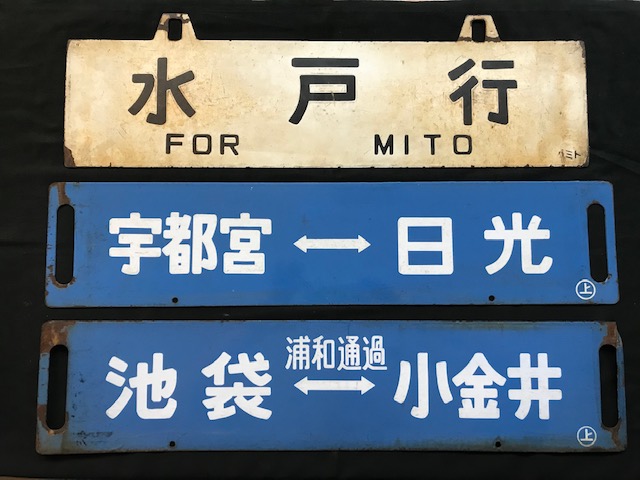 水戸行
FOR MITO
ミト
宇都宮 ↔ 日光
㊤
浦和通過
池袋 ↔ 小金井
㊤